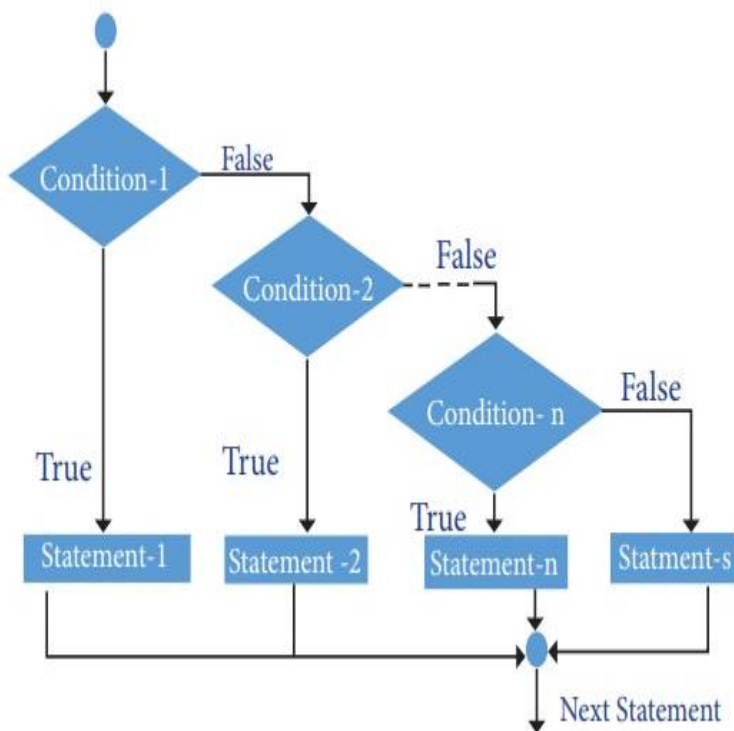 False
Condition-1
False
Condition-2
False
Condition- n
True
True
True
Statement-1
Statement -2
Statement-n
Statment-s
Next Statement